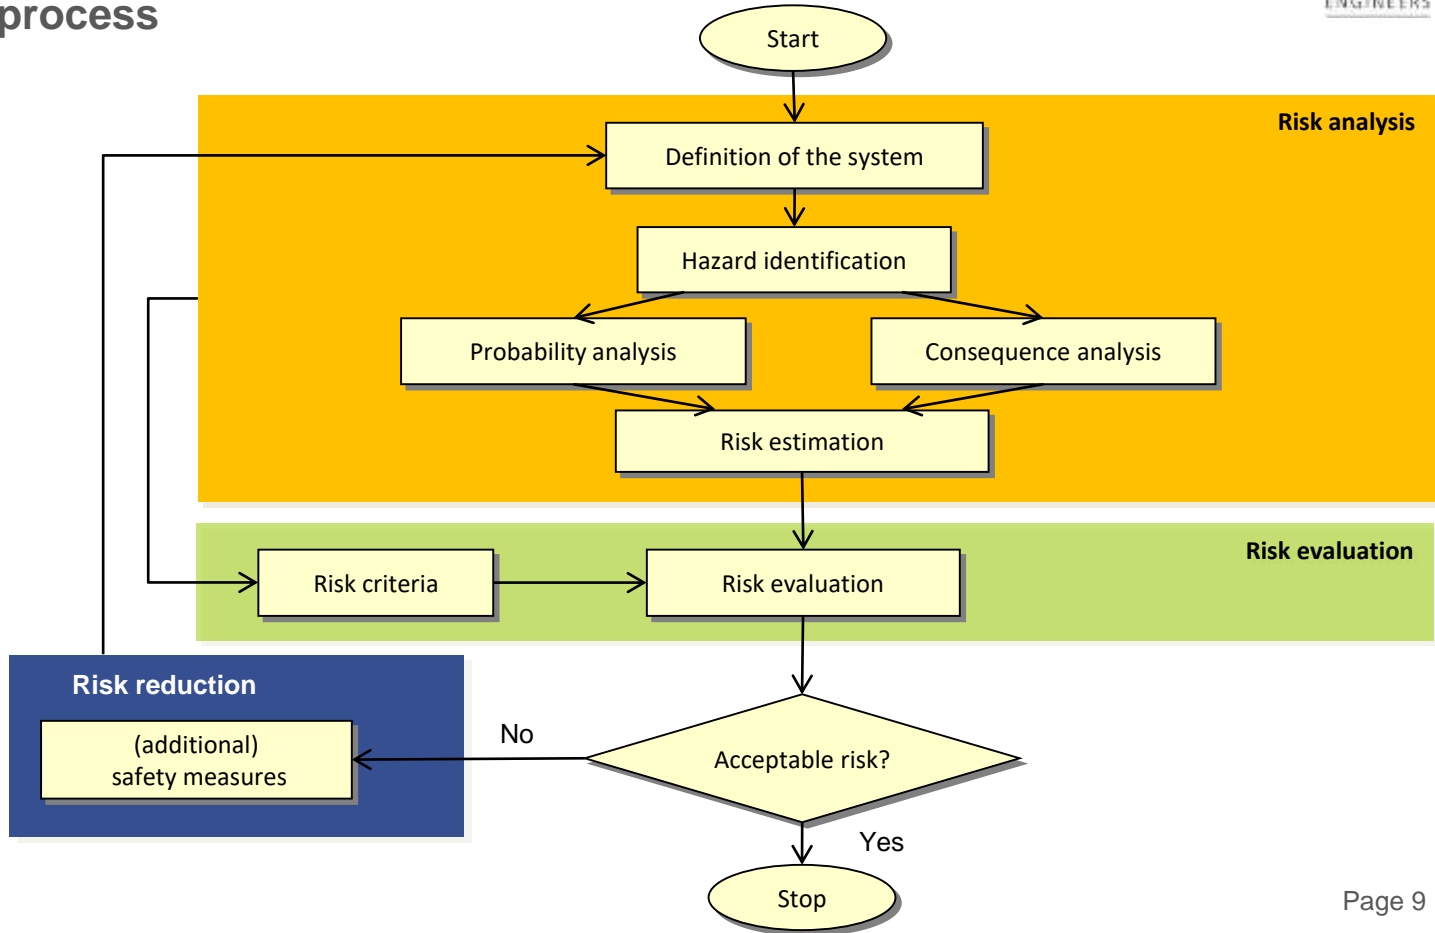 process
ENGINEERS
Start
Risk analysis
Definition of the system
Hazard identification
Probability analysis
Consequence analysis
Risk estimation
Risk evaluation
Risk criteria
Risk evaluation
Risk reduction
(additional)
safety measures
No
Acceptable risk?
Yes
Stop
Page 9